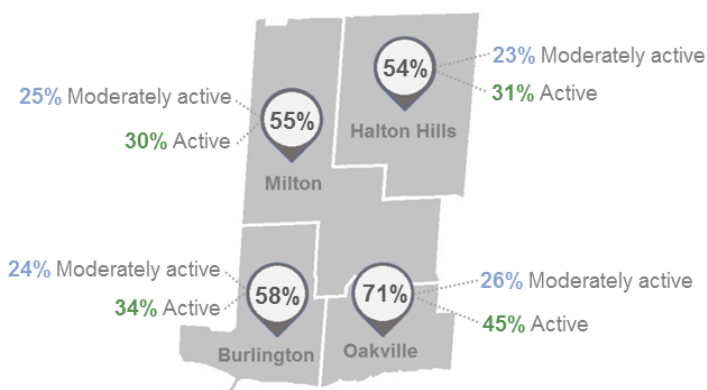 54%
23% Moderately active
31% Active
Halton Hills
25% Moderately active
55%
30% Active
Milton
24% Moderately active
58%
34% Active
Burlington
71%
26% Moderately active
45% Active
Oakville